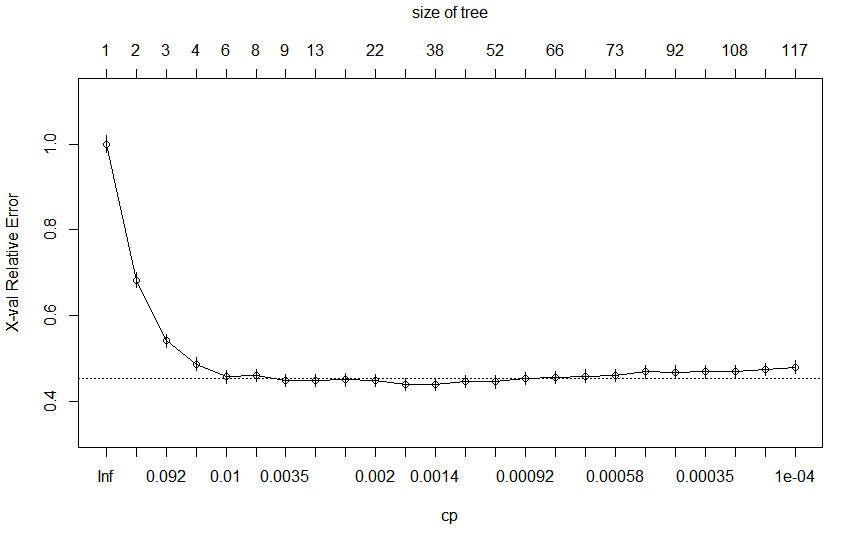 size of tree
1 2 3 4 6 8 9 13 22 38 52 66 73 92 108 117
X-val Relative Error
1.0
0.8
0.6
0.4
Inf 0.092 0.01 0.0035 0.002 0.0014 0.00092 0.00058 0.00035 1e-04
cp